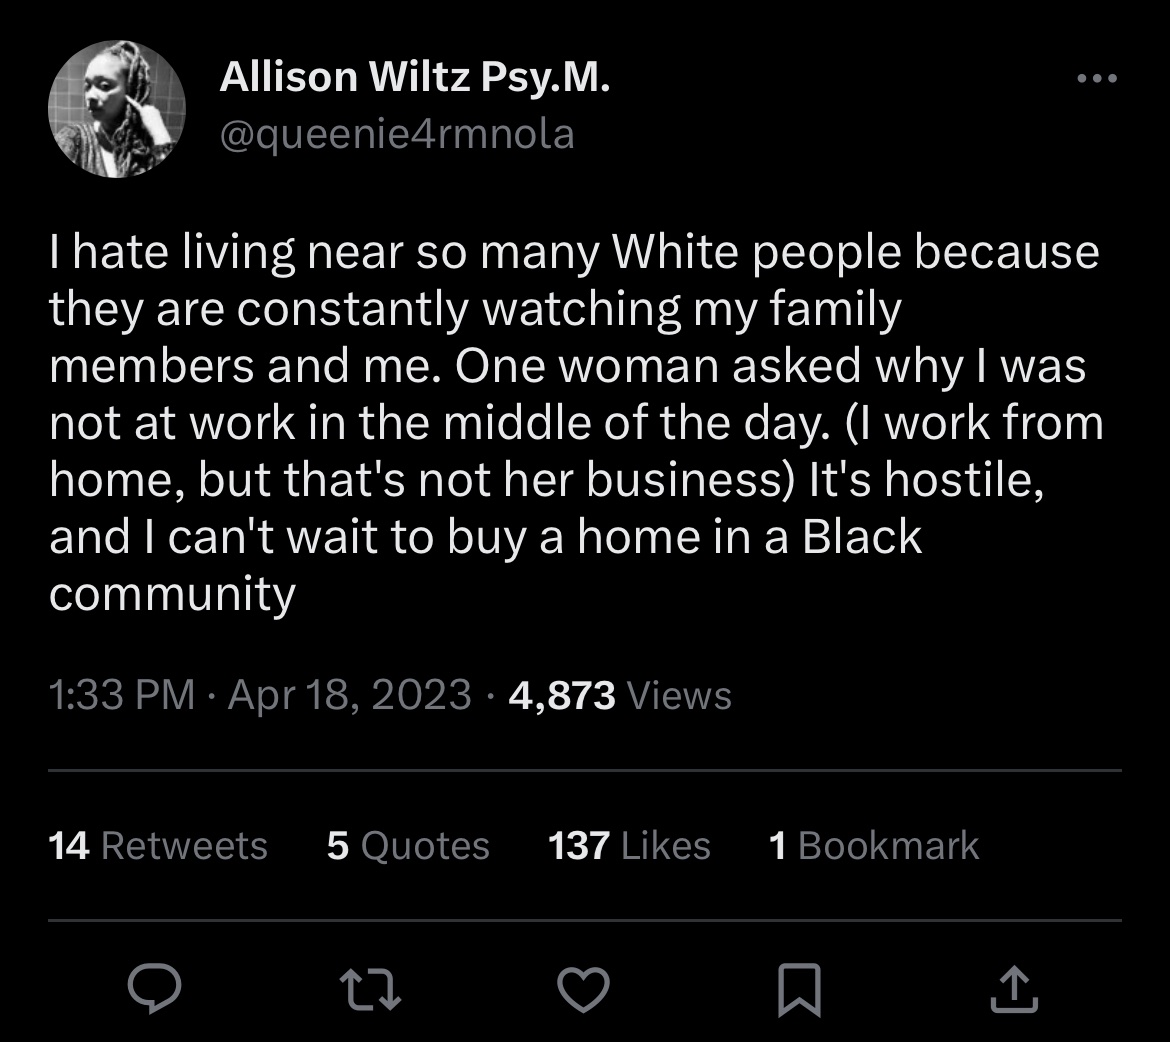 Allison Wiltz Psy.M.
@queenie4rmnola
I hate living near so many White people because
they are constantly watching my family
members and me. One woman asked why I was
not at work in the middle of the day. (I work from
home, but that's not her business) It's hostile,
and I can't wait to buy a home in a Black
community
1:33 PM · Apr 18, 2023 · 4,873 Views
14 Retweets 5 Quotes 137 Likes 1 Bookmark